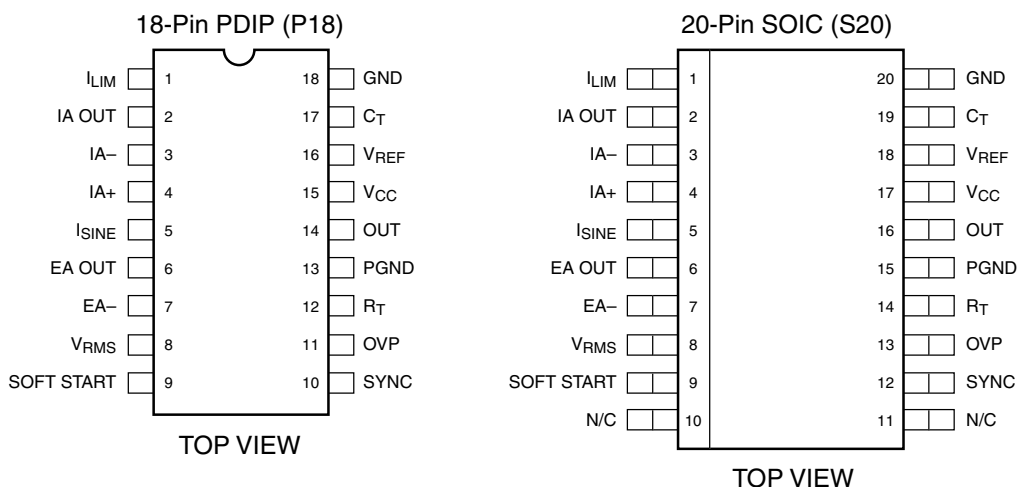 18-Pin PDIP (P18)
ILIM 1 18 GND
IA OUT 2 17 CT
IA– 3 16 VREF
IA+ 4 15 VCC
ISINE 5 14 OUT
EA OUT 6 13 PGND
EA– 7 12 RT
VRMS 8 11 OVP
SOFT START 9 10 SYNC
TOP VIEW
20-Pin SOIC (S20)
ILIM 1 20 GND
IA OUT 2 19 CT
IA– 3 18 VREF
IA+ 4 17 VCC
ISINE 5 16 OUT
EA OUT 6 15 PGND
EA– 7 14 RT
VRMS 8 13 OVP
SOFT START 9 12 SYNC
N/C 10 11 N/C
TOP VIEW